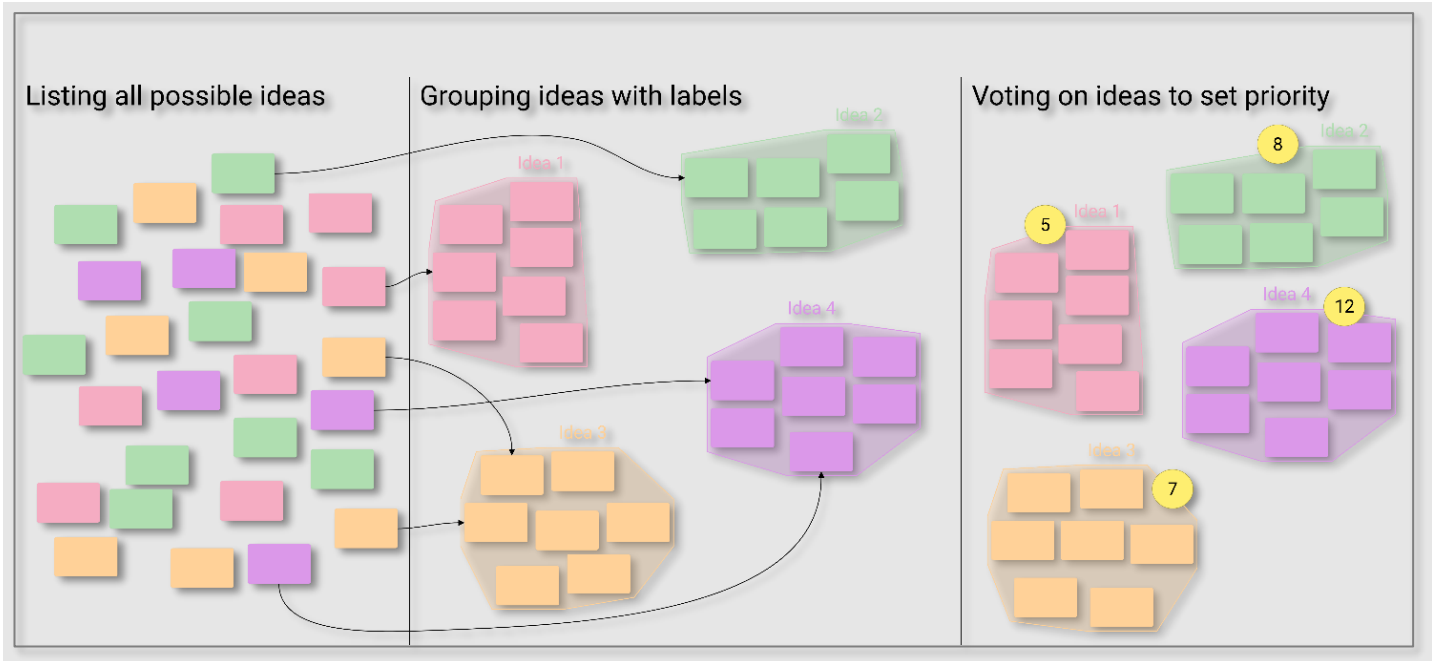 Listing all possible ideas
Grouping ideas with labels
Voting on ideas to set priority
Idea 1
Idea 2
Idea 4
Idea 3
8
Idea 2
5
Idea 1
Idea 4
12
Idea 3
7